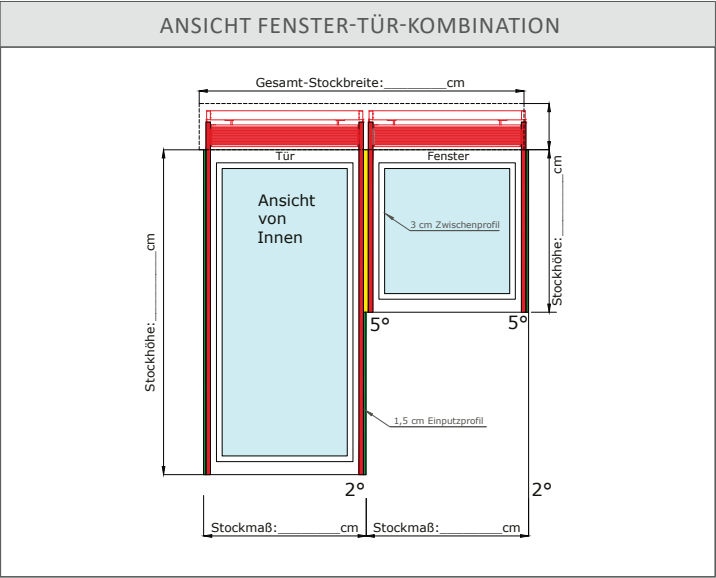 ANSICHT FENSTER-TÜR-KOMBINATION
Gesamt-Stockbreite:________cm
Tür
Fenster
Ansicht
von
Innen
3 cm Zwischenprofil
Stockhöhe:________cm
Stockhöhe:________cm
5°
5°
1,5 cm Einputzprofil
2°
2°
Stockmaß:________cm
Stockmaß:________cm